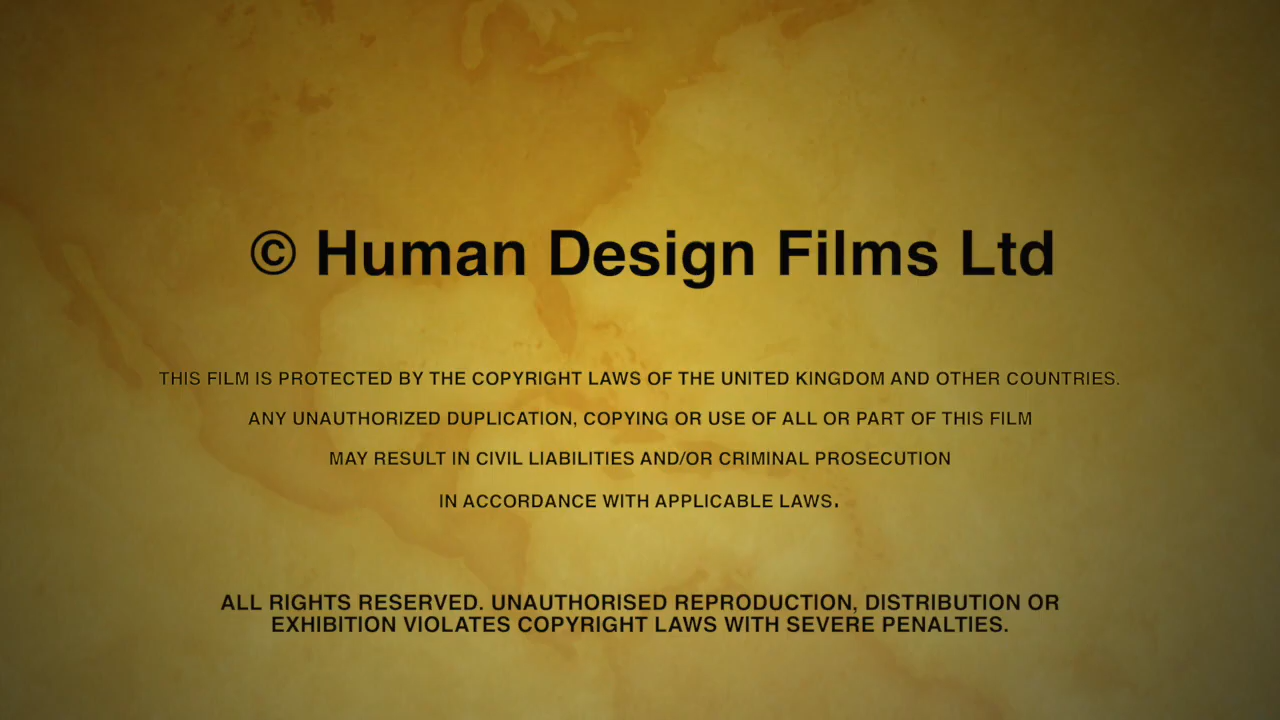 © Human Design Films Ltd
THIS FILM IS PROTECTED BY THE COPYRIGHT LAWS OF THE UNITED KINGDOM AND OTHER COUNTRIES.
ANY UNAUTHORIZED DUPLICATION, COPYING OR USE OF ALL OR PART OF THIS FILM
MAY RESULT IN CIVIL LIABILITIES AND/OR CRIMINAL PROSECUTION
IN ACCORDANCE WITH APPLICABLE LAWS.
ALL RIGHTS RESERVED. UNAUTHORISED REPRODUCTION, DISTRIBUTION OR
EXHIBITION VIOLATES COPYRIGHT LAWS WITH SEVERE PENALTIES.